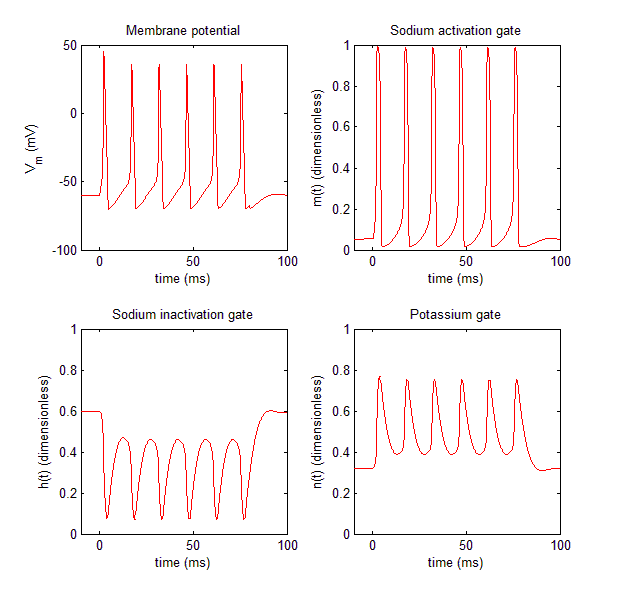 Membrane potential
50
0
-50
-100
0
50
100
V_m (mV)
time (ms)
Sodium activation gate
1
0.8
0.6
0.4
0.2
0
0
50
100
m(t) (dimensionless)
time (ms)
Sodium inactivation gate
1
0.8
0.6
0.4
0.2
0
0
50
100
h(t) (dimensionless)
time (ms)
Potassium gate
1
0.8
0.6
0.4
0.2
0
0
50
100
n(t) (dimensionless)
time (ms)